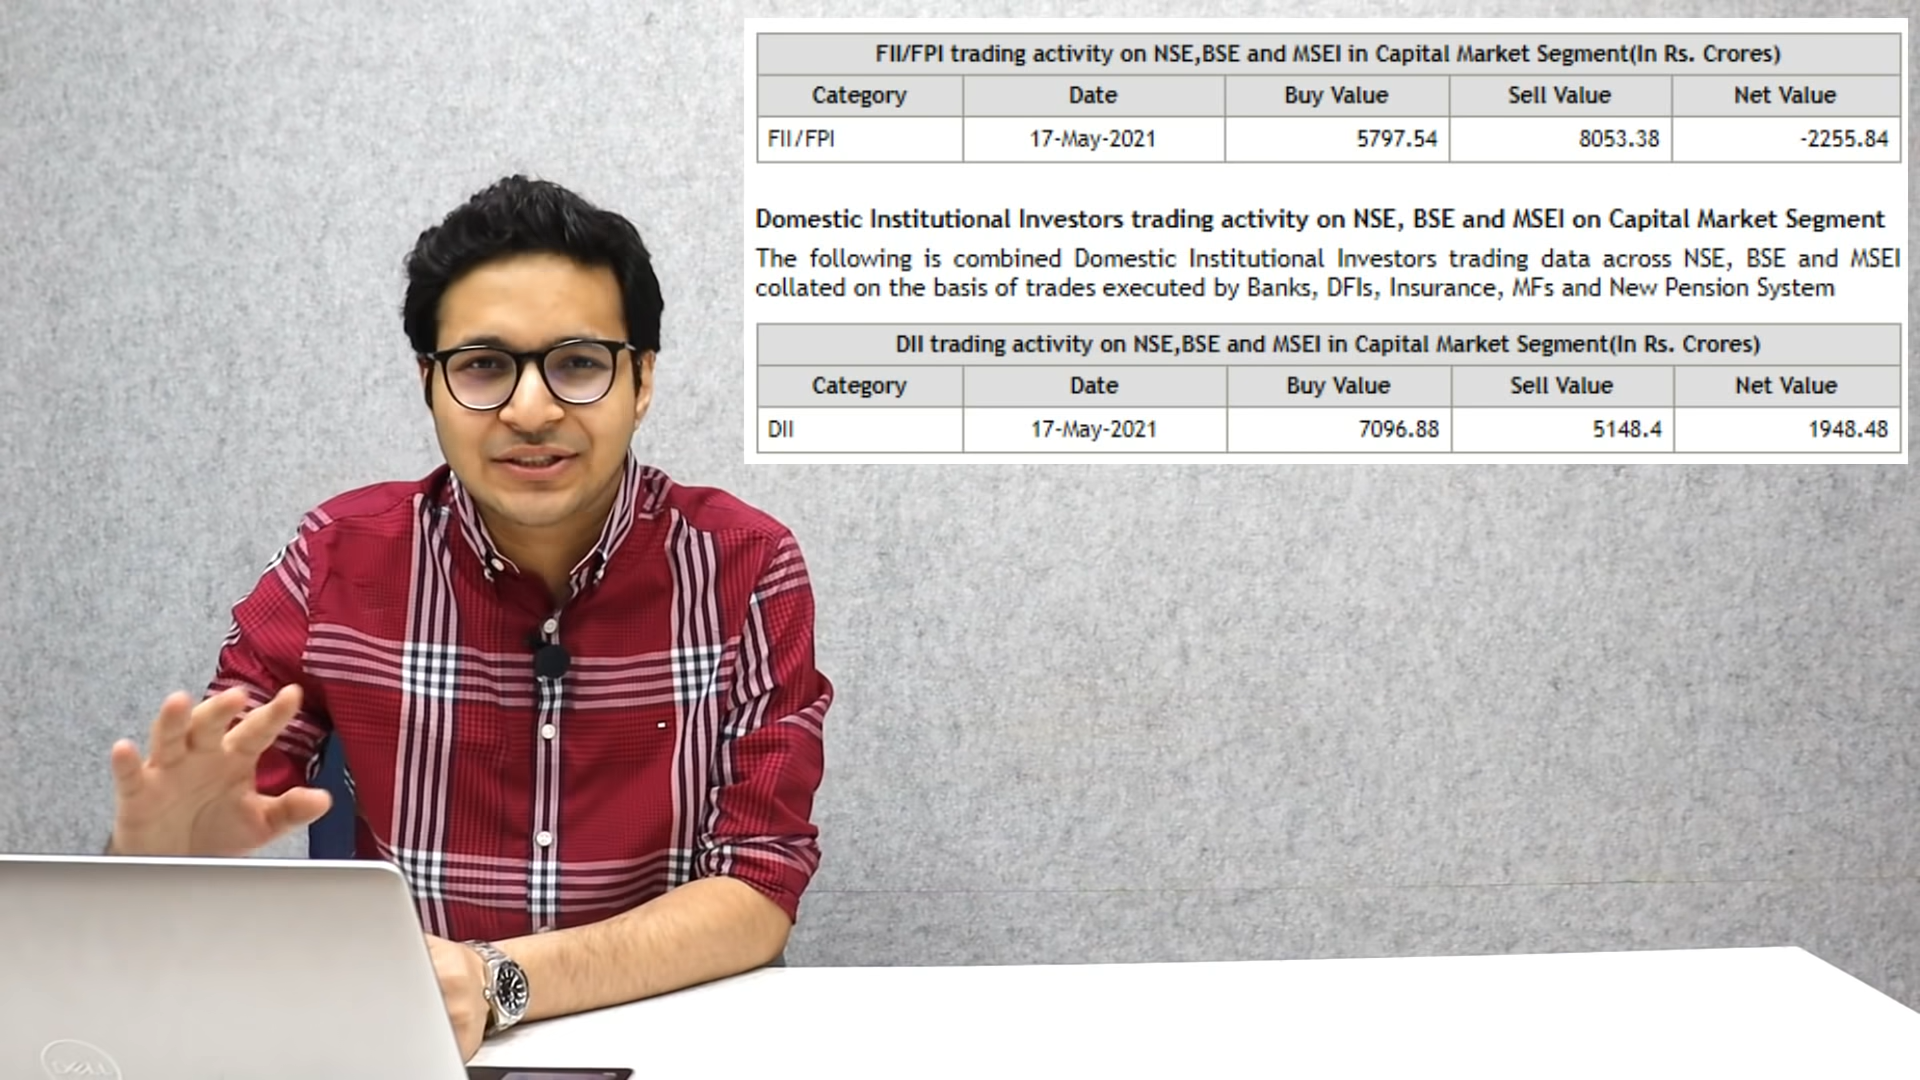 FII/FPI trading activity on NSE,BSE and MSEI in Capital Market Segment(In Rs. Crores)
Category Date Buy Value Sell Value Net Value
FII/FPI 17-May-2021 5797.54 8053.38 -2255.84
Domestic Institutional Investors trading activity on NSE, BSE and MSEI on Capital Market Segment
The following is combined Domestic Institutional Investors trading data across NSE, BSE and MSEI
collated on the basis of trades executed by Banks, DFIs, Insurance, MFs and New Pension System
DII trading activity on NSE,BSE and MSEI in Capital Market Segment(In Rs. Crores)
Category Date Buy Value Sell Value Net Value
DII 17-May-2021 7096.88 5148.4 1948.48
DELL